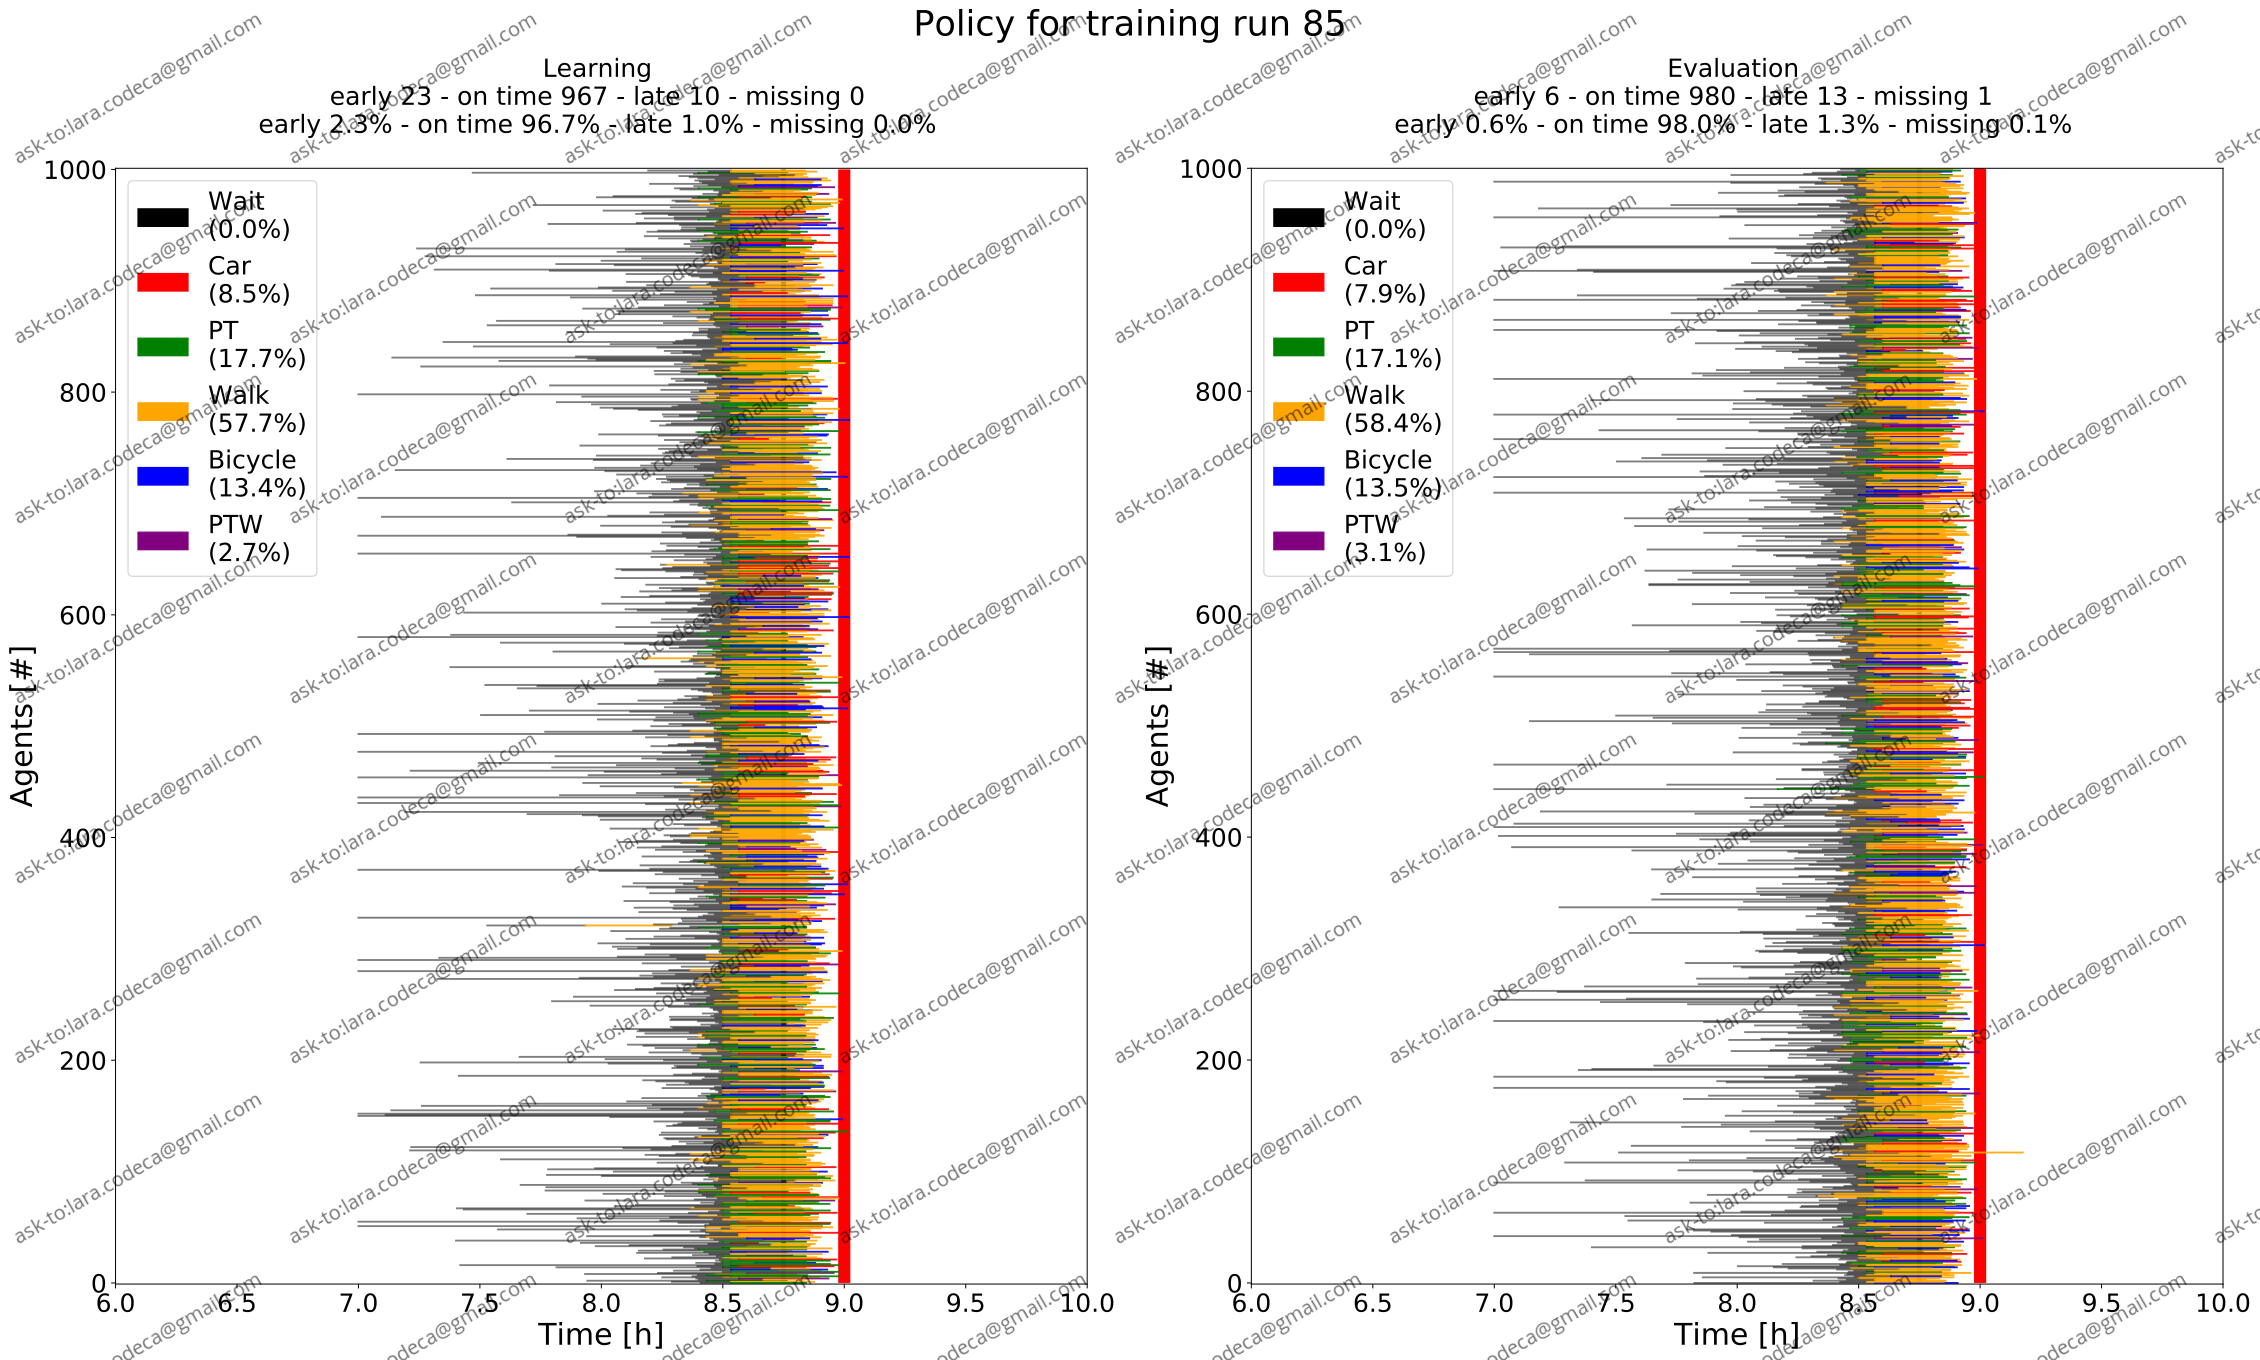 Policy for training run 85
Learning
early 23 - on time 967 - late 10 - missing 0
early 2.3% - on time 96.7% - late 1.0% - missing 0.0%
Wait
(0.0%)
Car
(8.5%)
PT
(17.7%)
Walk
(57.7%)
Bicycle
(13.4%)
PTW
(2.7%)
Agents [#]
1000
800
600
400
200
0
6.0 6.5 7.0 7.5 8.0 8.5 9.0 9.5 10.0
Time [h]
Evaluation
early 6 - on time 980 - late 13 - missing 1
early 0.6% - on time 98.0% - late 1.3% - missing 0.1%
Wait
(0.0%)
Car
(7.9%)
PT
(17.1%)
Walk
(58.4%)
Bicycle
(13.5%)
PTW
(3.1%)
Agents [#]
1000
800
600
400
200
0
6.0 6.5 7.0 7.5 8.0 8.5 9.0 9.5 10.0
Time [h]
ask-to:lara.codeca@gmail.com